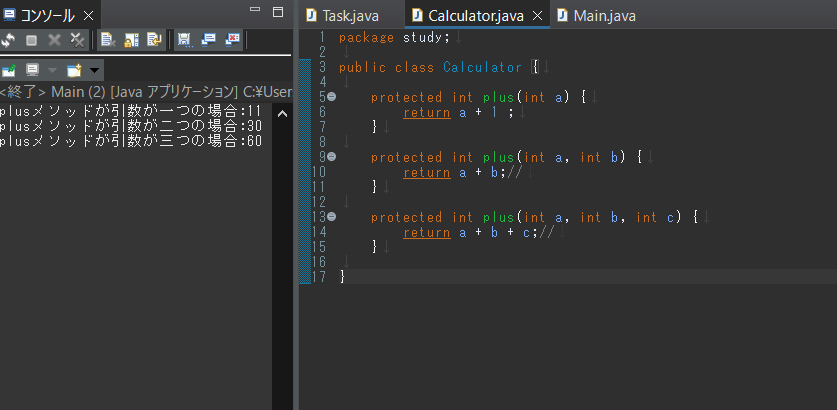 コンソール
<終了> Main (2) [Java アプリケーション] C:¥User
plusメソッドが引数が一つの場合:11
plusメソッドが引数が二つの場合:30
plusメソッドが引数が三つの場合:60
Task.java Calculator.java Main.java
1 package study;↓
2 ↓
3 public class Calculator {↓
4 ↓
5 protected int plus(int a) {↓
6 return a + 1 ;↓
7 }↓
8 ↓
9 protected int plus(int a, int b) {↓
10 return a + b;//↓
11 }↓
12 ↓
13 protected int plus(int a, int b, int c) {↓
14 return a + b + c;//↓
15 }↓
16 ↓
17 }